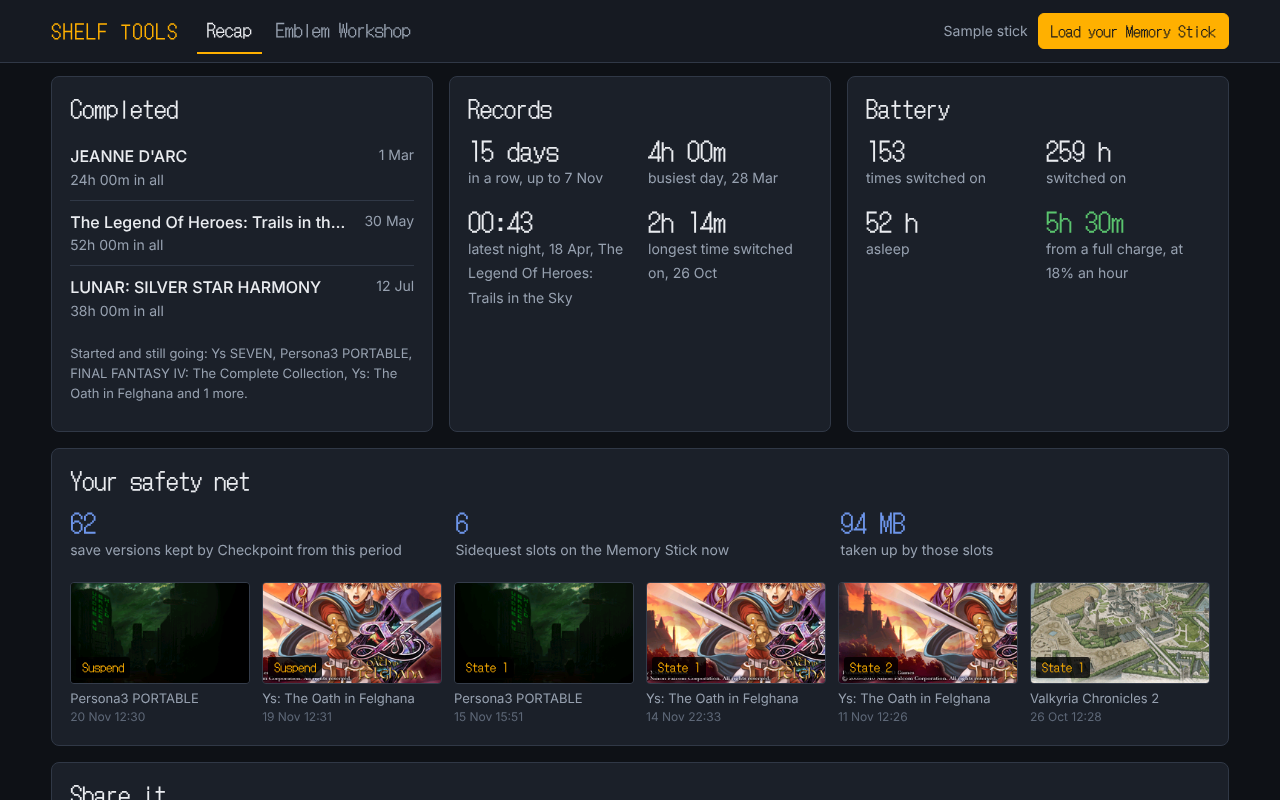 SHELF TOOLS
Recap
Emblem Workshop
Sample stick
Load your Memory Stick
Completed
JEANNE D'ARC
1 Mar
24h 00m in all
The Legend Of Heroes: Trails in th...
30 May
52h 00m in all
LUNAR: SILVER STAR HARMONY
12 Jul
38h 00m in all
Started and still going: Ys SEVEN, Persona3 PORTABLE,
FINAL FANTASY IV: The Complete Collection, Ys: The
Oath in Felghana and 1 more.
Records
15 days
in a row, up to 7 Nov
4h 00m
busiest day, 28 Mar
00:43
latest night, 18 Apr, The
Legend Of Heroes:
Trails in the Sky
2h 14m
longest time switched
on, 26 Oct
Battery
153
times switched on
259 h
switched on
52 h
asleep
5h 30m
from a full charge, at
18% an hour
Your safety net
62
save versions kept by Checkpoint from this period
6
Sidequest slots on the Memory Stick now
94 MB
taken up by those slots
Suspend
Persona3 PORTABLE
20 Nov 12:30
Suspend
Ys: The Oath in Felghana
19 Nov 12:31
State 1
Persona3 PORTABLE
15 Nov 15:51
State 1
Ys: The Oath in Felghana
14 Nov 22:33
State 2
Ys: The Oath in Felghana
11 Nov 12:26
State 1
Valkyria Chronicles 2
26 Oct 12:28
Share it